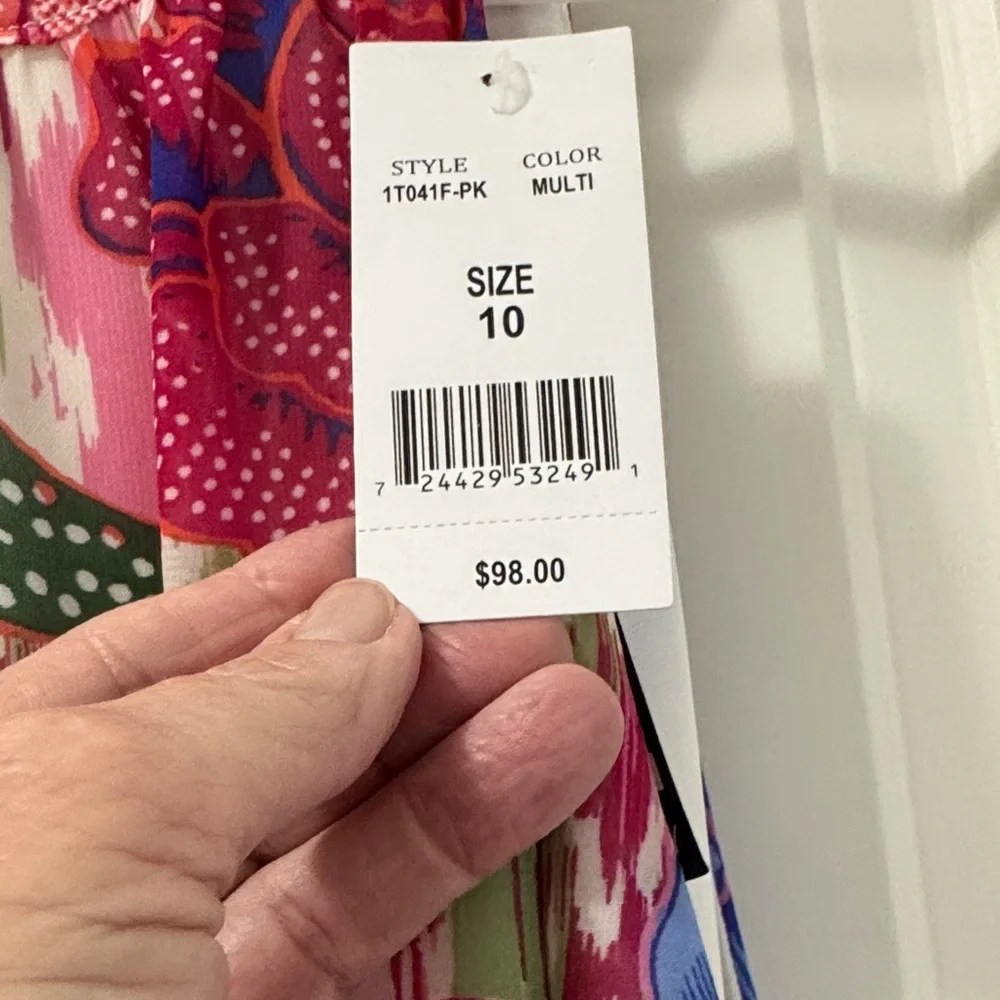 STYLE COLOR
1T041F-PK MULTI
SIZE
10
7 24429 53249 1
$98.00